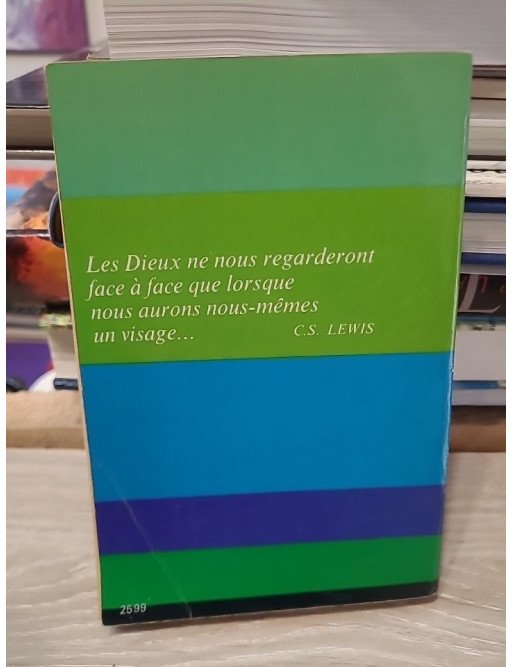 Les Dieux ne nous regarderont
face à face que lorsque
nous aurons nous-mêmes
un visage...
C.S. LEWIS
2599